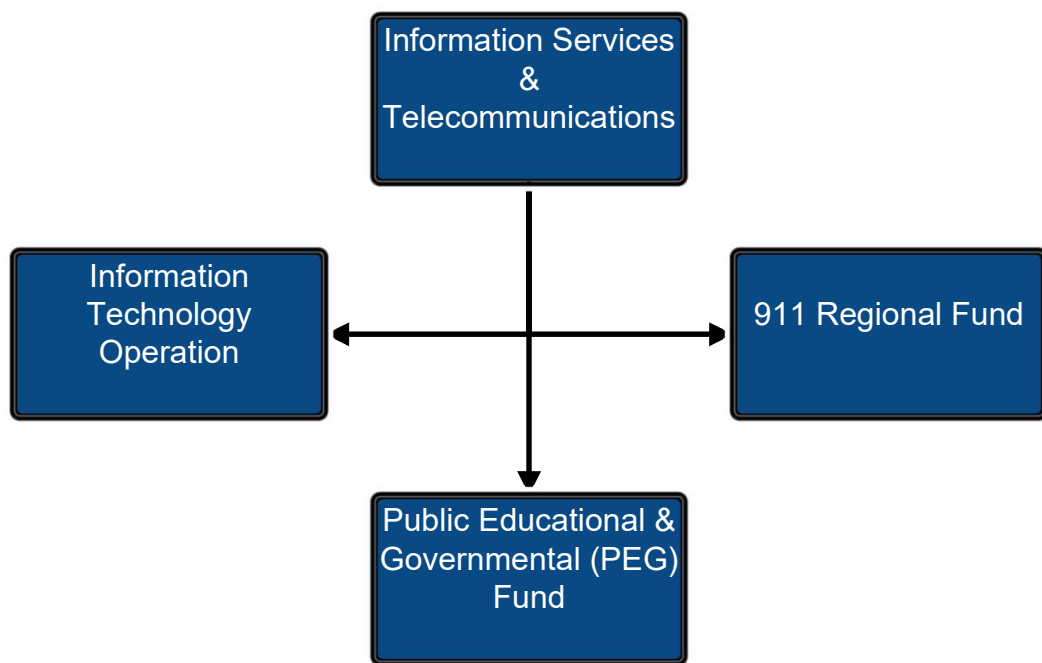 Information Services
&
Telecommunications
Information
Technology
Operation
911 Regional Fund
Public Educational &
Governmental (PEG)
Fund